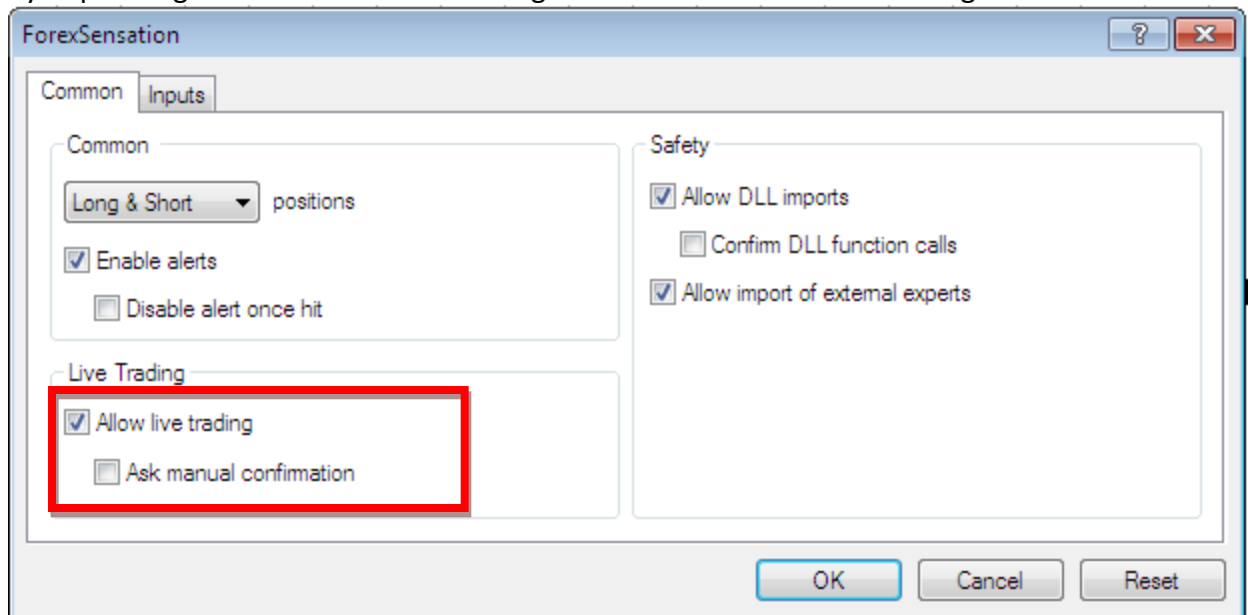 ForexSensation
Common Inputs
Common
Long & Short positions
Enable alerts
Disable alert once hit
Live Trading
Allow live trading
Ask manual confirmation
Safety
Allow DLL imports
Confirm DLL function calls
Allow import of external experts
OK Cancel Reset